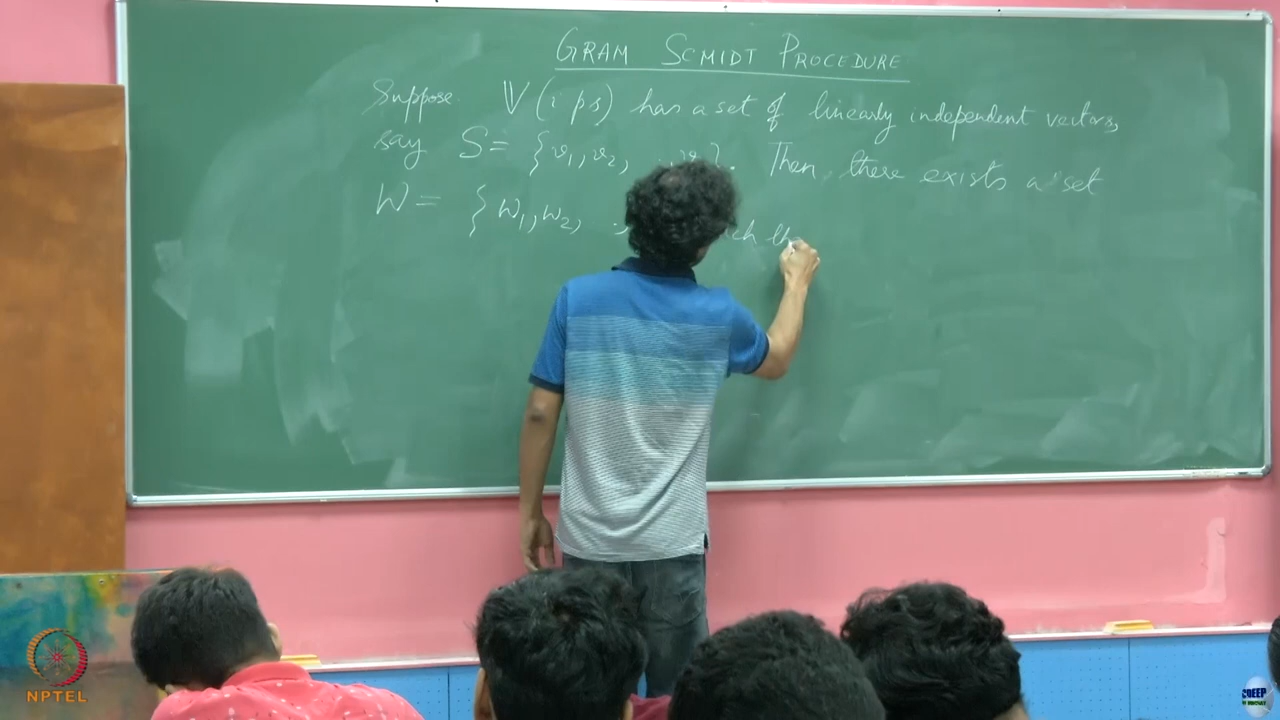 GRAM SCMIDT PROCEDURE
Suppose V (i p s) has a set of linearly independent vectors,
say S = {v1, v2, .. }. Then, there exists a set
W = { w1, w2, ..
NPTEL